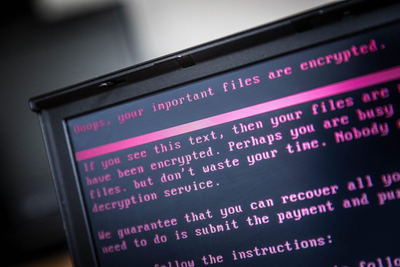 Ooops, your important files are encrypted.
If you see this text, then your files are
have been encrypted. Perhaps you are busy
files. but don't waste your time. Nobody
decryption service.
We guarantee that you can recover all
need to do is submit the payment and
follow the instructions: